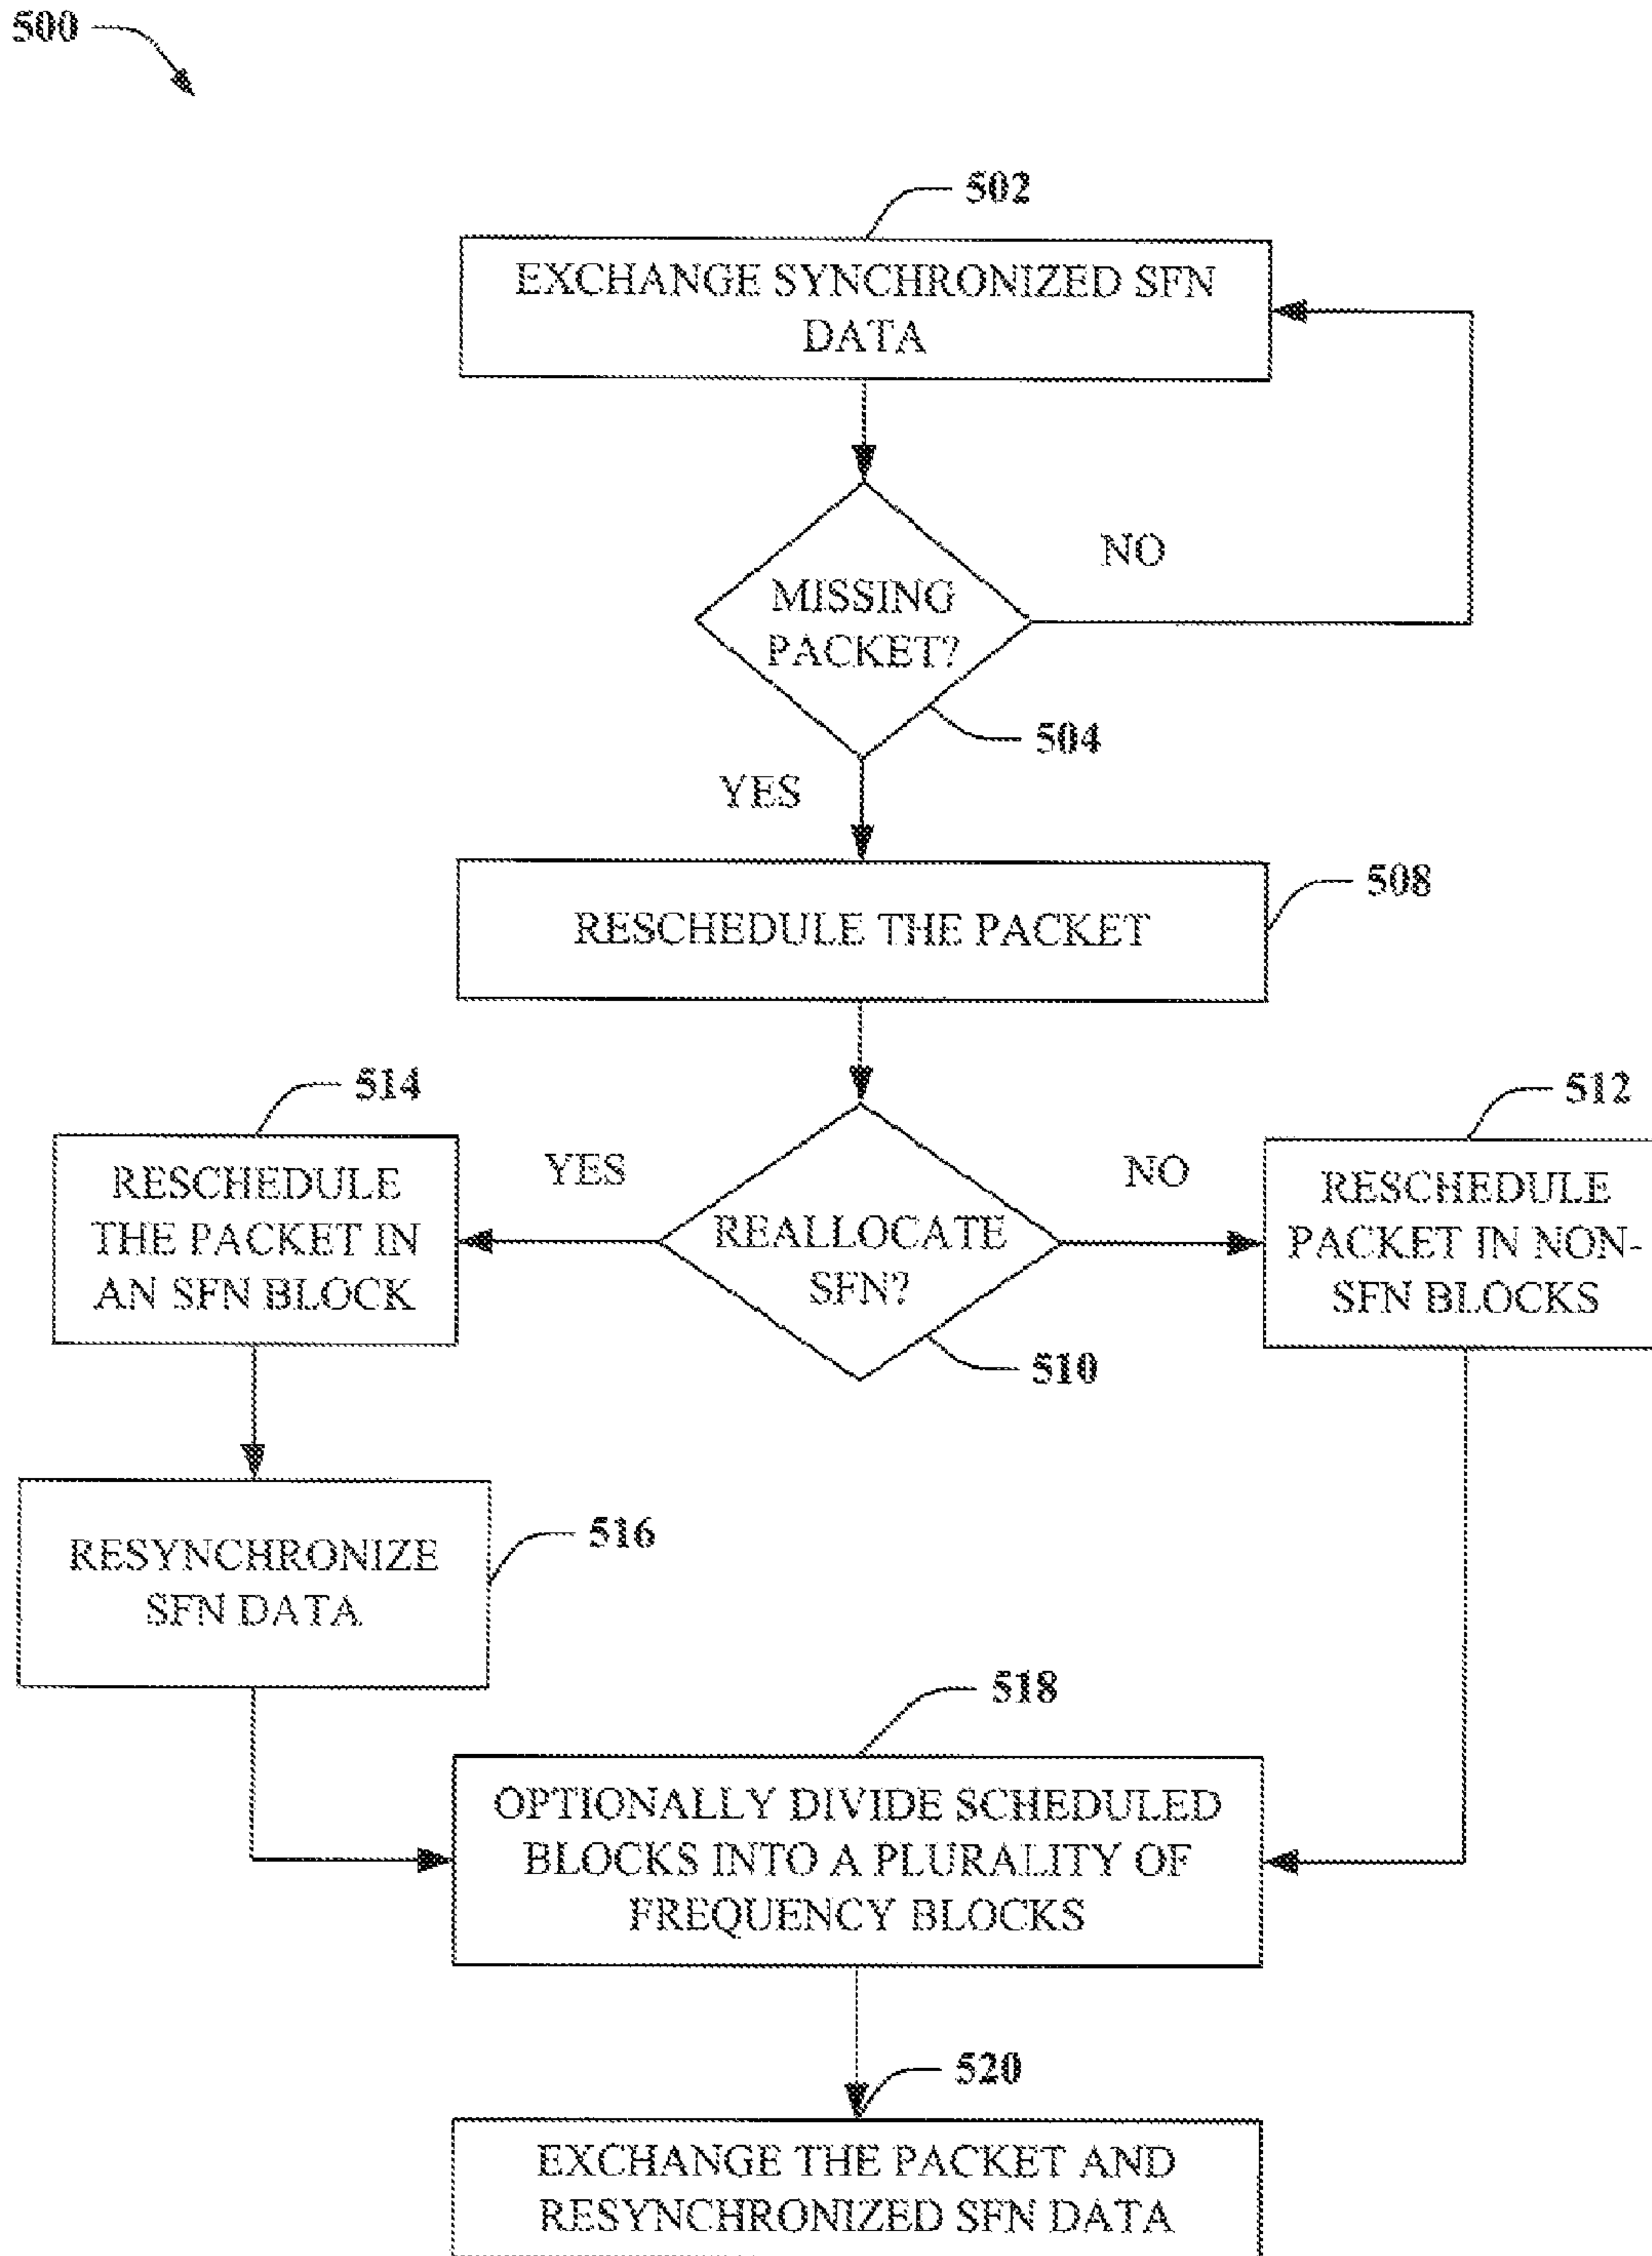 500
502
EXCHANGE SYNCHRONIZED SFN
DATA
NO
MISSING
PACKET?
504
YES
508
RESCHEDULE THE PACKET
514
512
YES
NO
RESCHEDULE
THE PACKET IN
AN SFN BLOCK
REALLOCATE
SFN?
RESCHEDULE
PACKET IN NON-
SFN BLOCKS
510
516
RESYNCHRONIZE
SFN DATA
518
OPTIONALLY DIVIDE SCHEDULED
BLOCKS INTO A PLURALITY OF
FREQUENCY BLOCKS
520
EXCHANGE THE PACKET AND
RESYNCHRONIZED SFN DATA